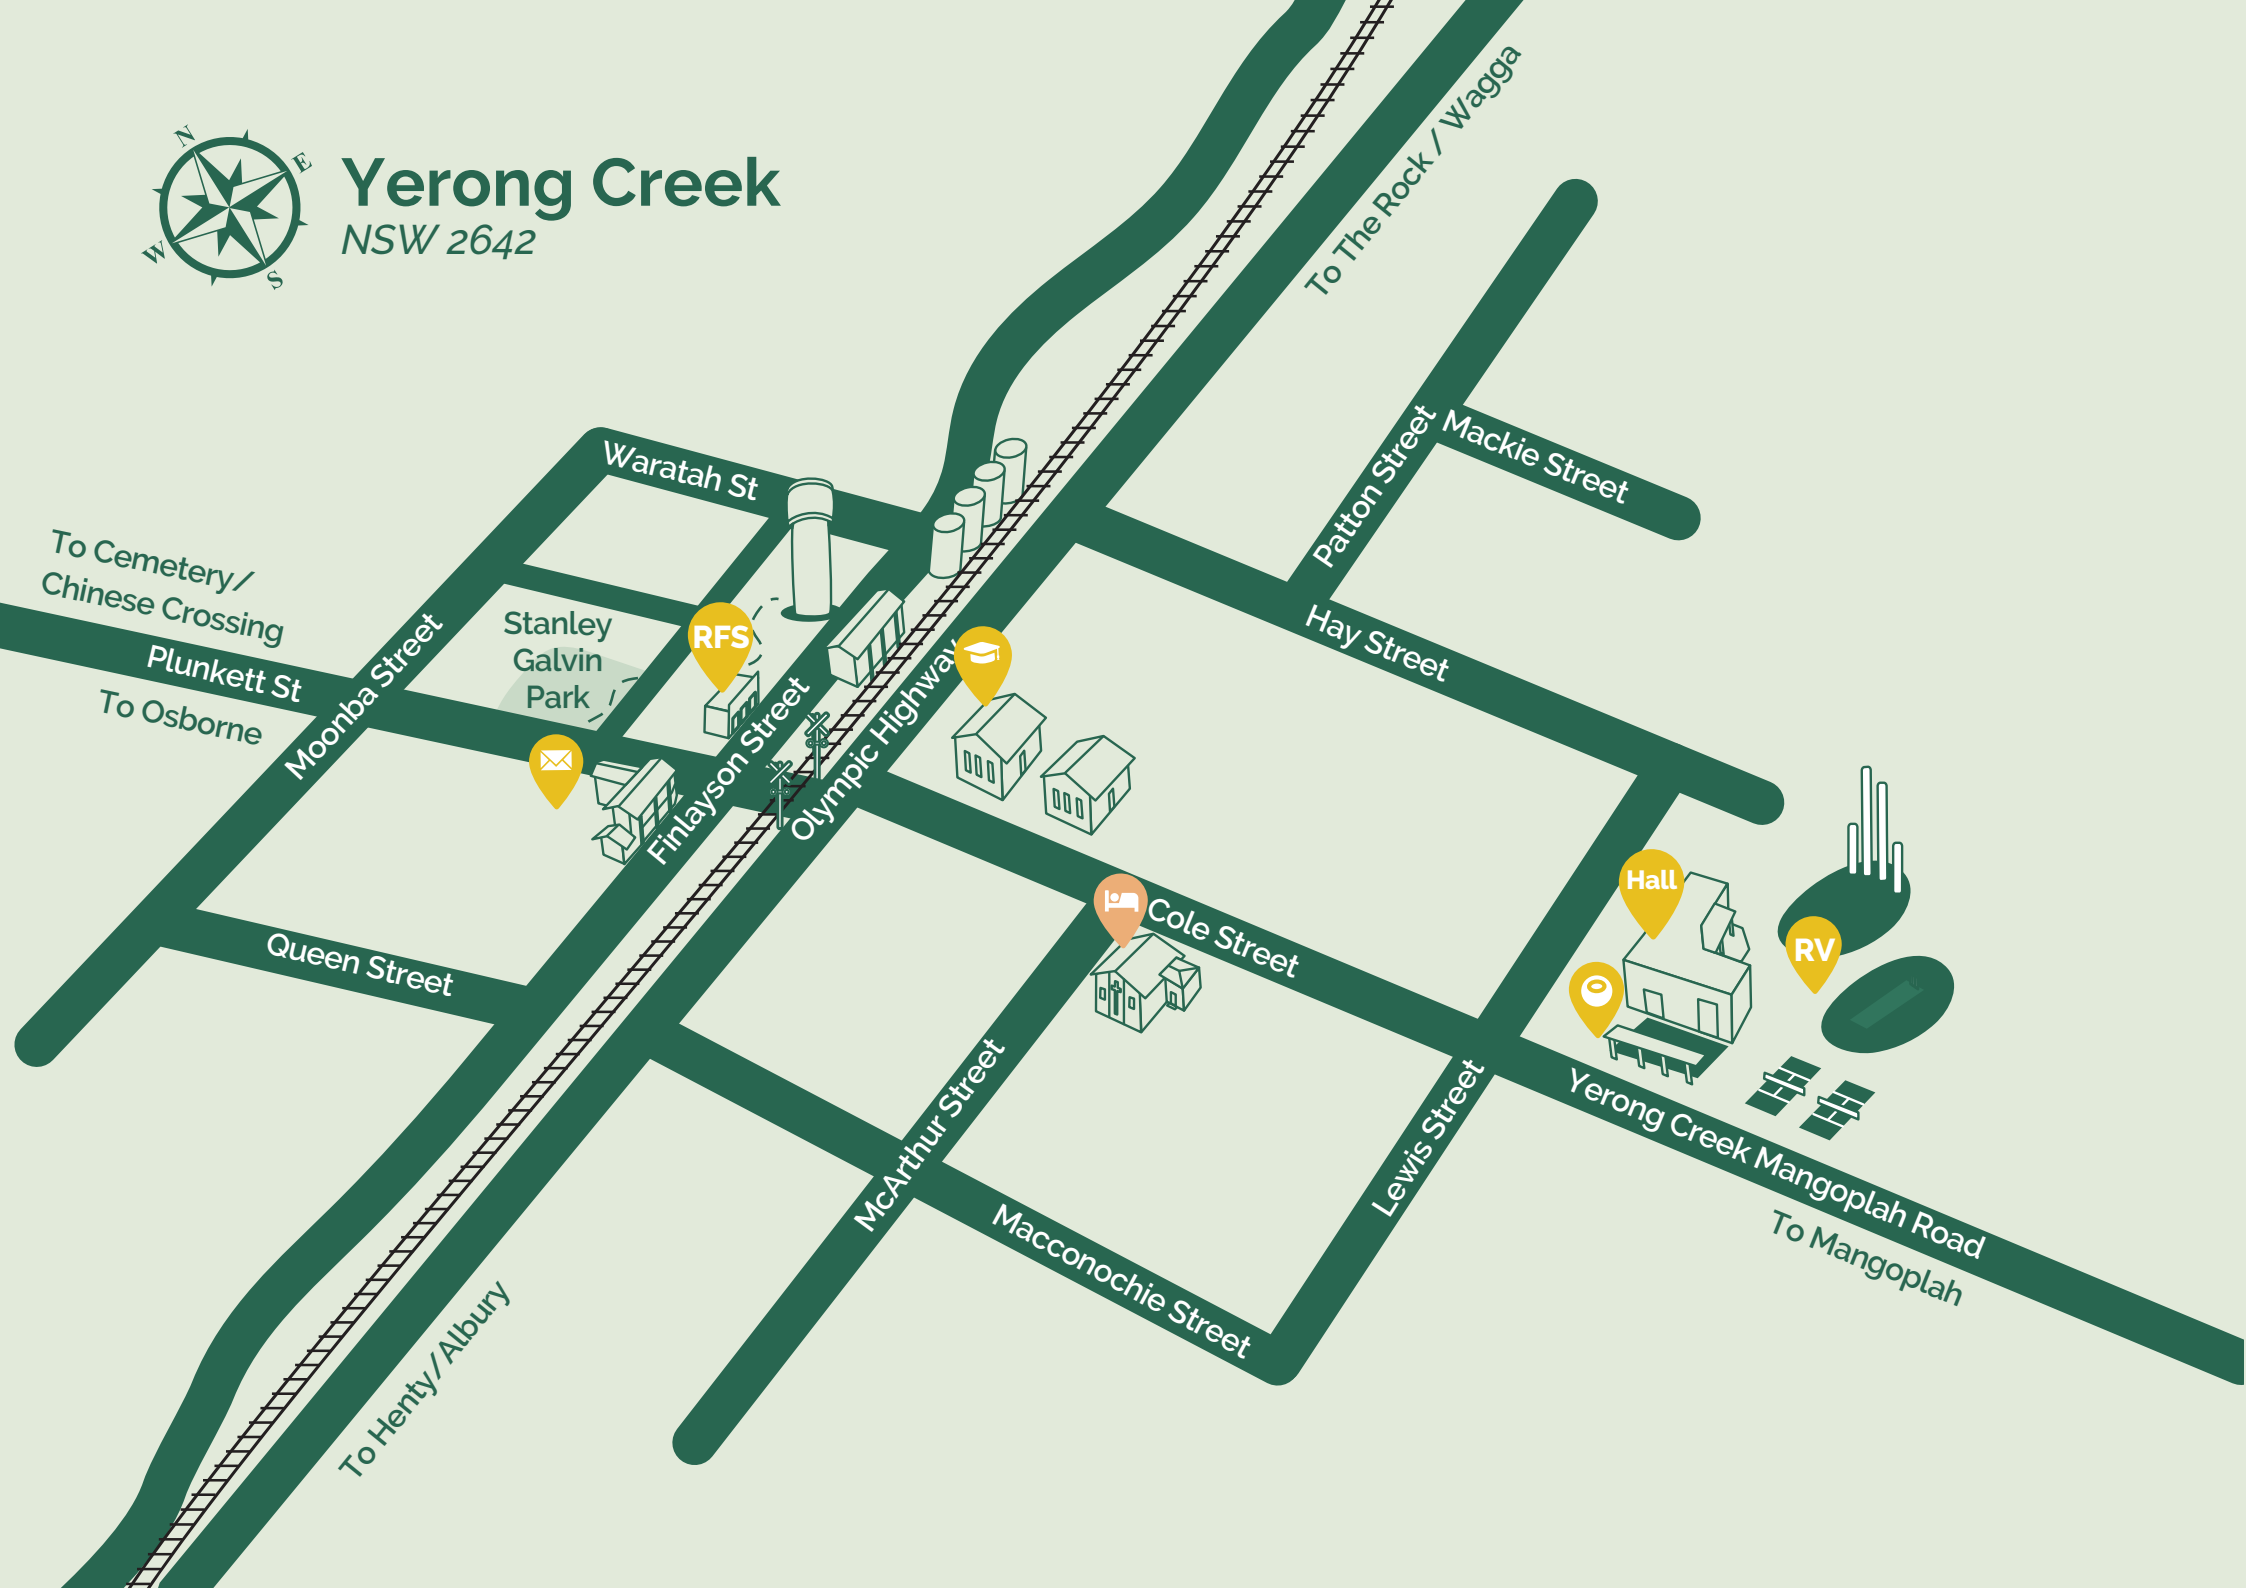 N
E
W
S
Yerong Creek
NSW 2642
To The Rock / Wagga
Waratah St
Patton Street
Mackie Street
To Cemetery/
Chinese Crossing
Plunkett St
To Osborne
Moonba Street
Stanley
Galvin
Park
RFS
Finlayson Street
Olympic Highway
Hay Street
Queen Street
Cole Street
Hall
RV
McArthur Street
Lewis Street
Yerong Creek Mangoplah Road
To Mangoplah
Macconochie Street
To Henty/Albury